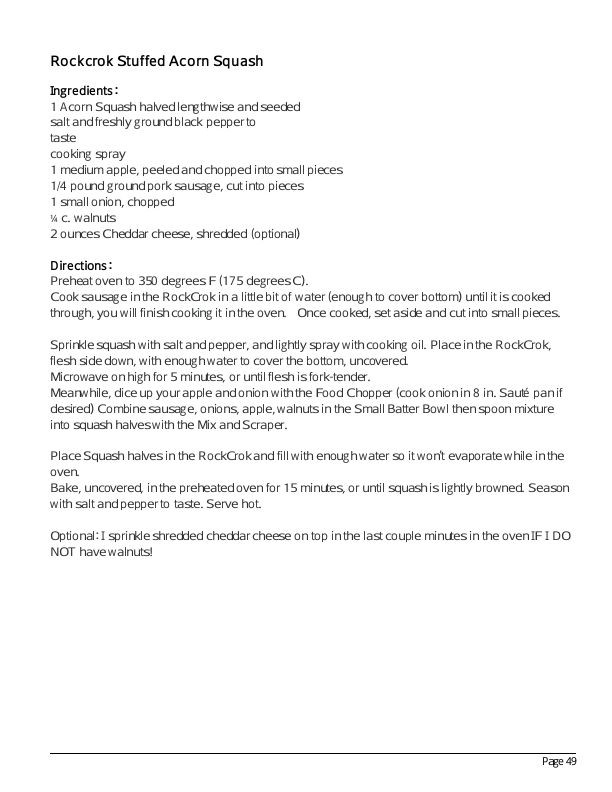 Rockcrok Stuffed Acorn Squash
Ingredients:
1 Acorn Squash halved lengthwise and seeded
salt and freshly ground black pepper to
taste
cooking spray
1 medium apple, peeled and chopped into small pieces
1/4 pound ground pork sausage, cut into pieces
1 small onion, chopped
¼ c. walnuts
2 ounces Cheddar cheese, shredded (optional)
Directions:
Preheat oven to 350 degrees F (175 degrees C).
Cook sausage in the RockCrok in a little bit of water (enough to cover bottom) until it is cooked
through, you will finish cooking it in the oven. Once cooked, set aside and cut into small pieces.
Sprinkle squash with salt and pepper, and lightly spray with cooking oil. Place in the RockCrok,
flesh side down, with enough water to cover the bottom, uncovered.
Microwave on high for 5 minutes, or until flesh is fork-tender.
Meanwhile, dice up your apple and onion with the Food Chopper (cook onion in 8 in. Sauté pan if
desired) Combine sausage, onions, apple, walnuts in the Small Batter Bowl then spoon mixture
into squash halves with the Mix and Scraper.
Place Squash halves in the RockCrok and fill with enough water so it won't evaporate while in the
oven.
Bake, uncovered, in the preheated oven for 15 minutes, or until squash is lightly browned. Season
with salt and pepper to taste. Serve hot.
Optional: I sprinkle shredded cheddar cheese on top in the last couple minutes in the oven IF I DO
NOT have walnuts!
Page 49